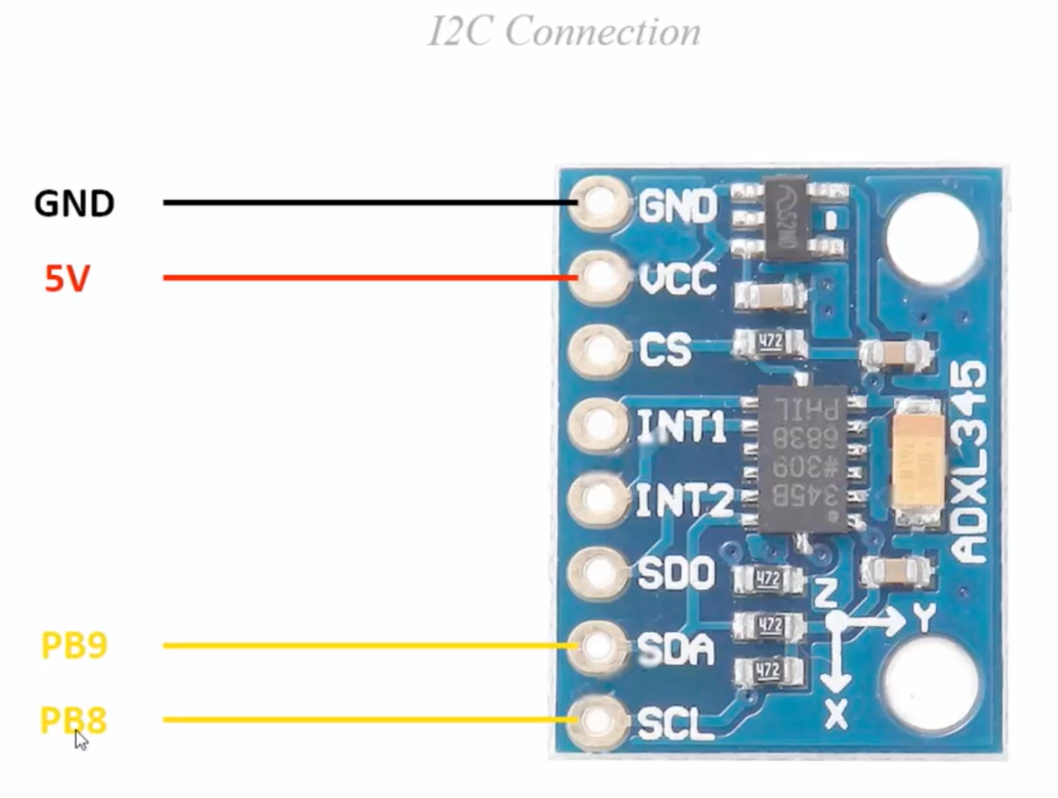 I2C Connection
GND
5V
PB9
PB8
GND
VCC
CS
INT1
INT2
SDO
SDA
SCL
472
PHIL
6838
#309
345B
472
472
472
ADXL345
Z
Y
X